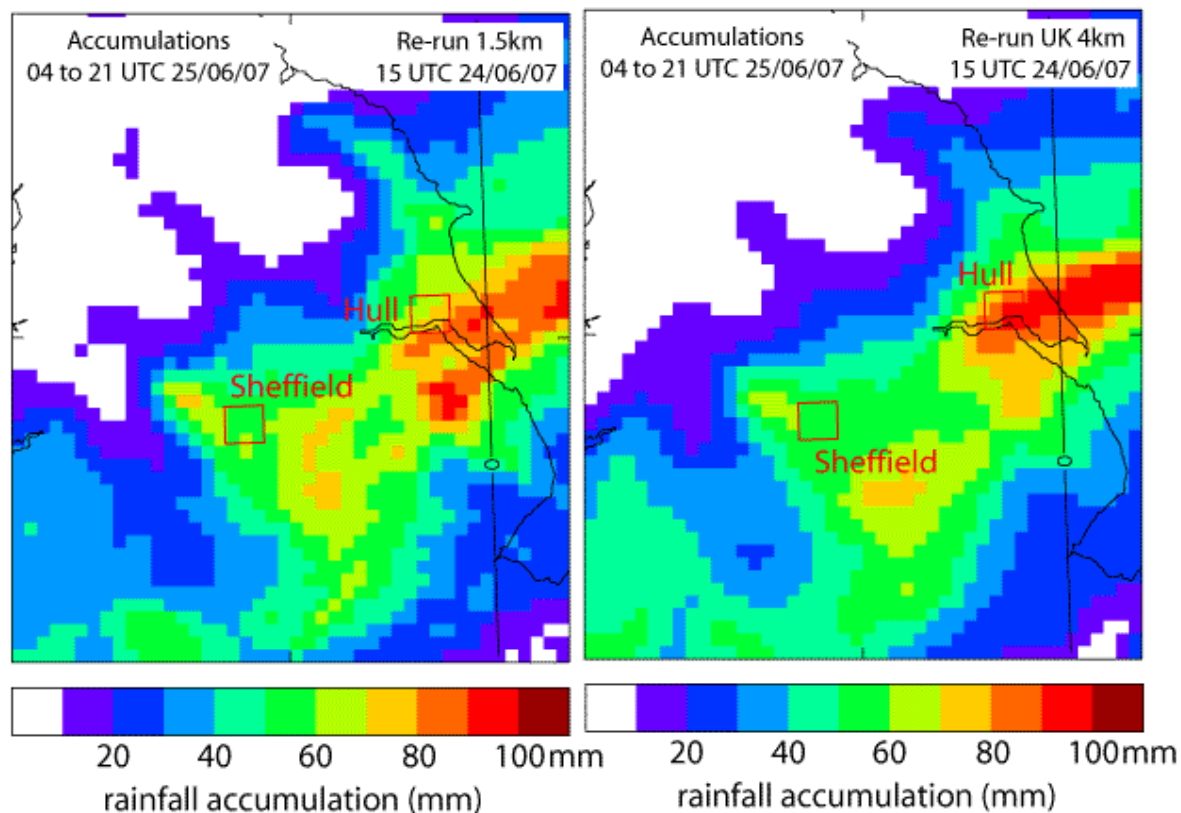 Accumulations
04 to 21 UTC 25/06/07
Re-run 1.5km
15 UTC 24/06/07
Hull
Sheffield
20 40 60 80 100mm
rainfall accumulation (mm)
Accumulations
04 to 21 UTC 25/06/07
Re-run UK 4km
15 UTC 24/06/07
Hull
Sheffield
20 40 60 80 100mm
rainfall accumulation (mm)